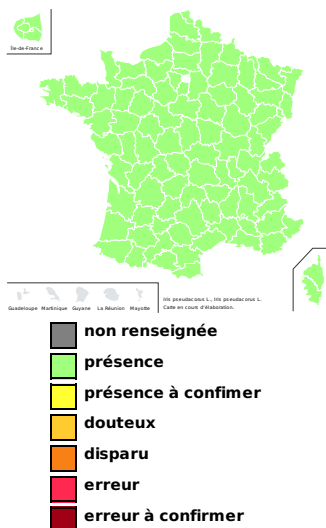 Île-de-France
Guadeloupe Martinique Guyane La Réunion Mayotte
Iris pseudacorus L., Iris pseudacorus L.
Carte en cours d'élaboration.
non renseignée
présence
présence à confimer
douteux
disparu
erreur
erreur à confirmer